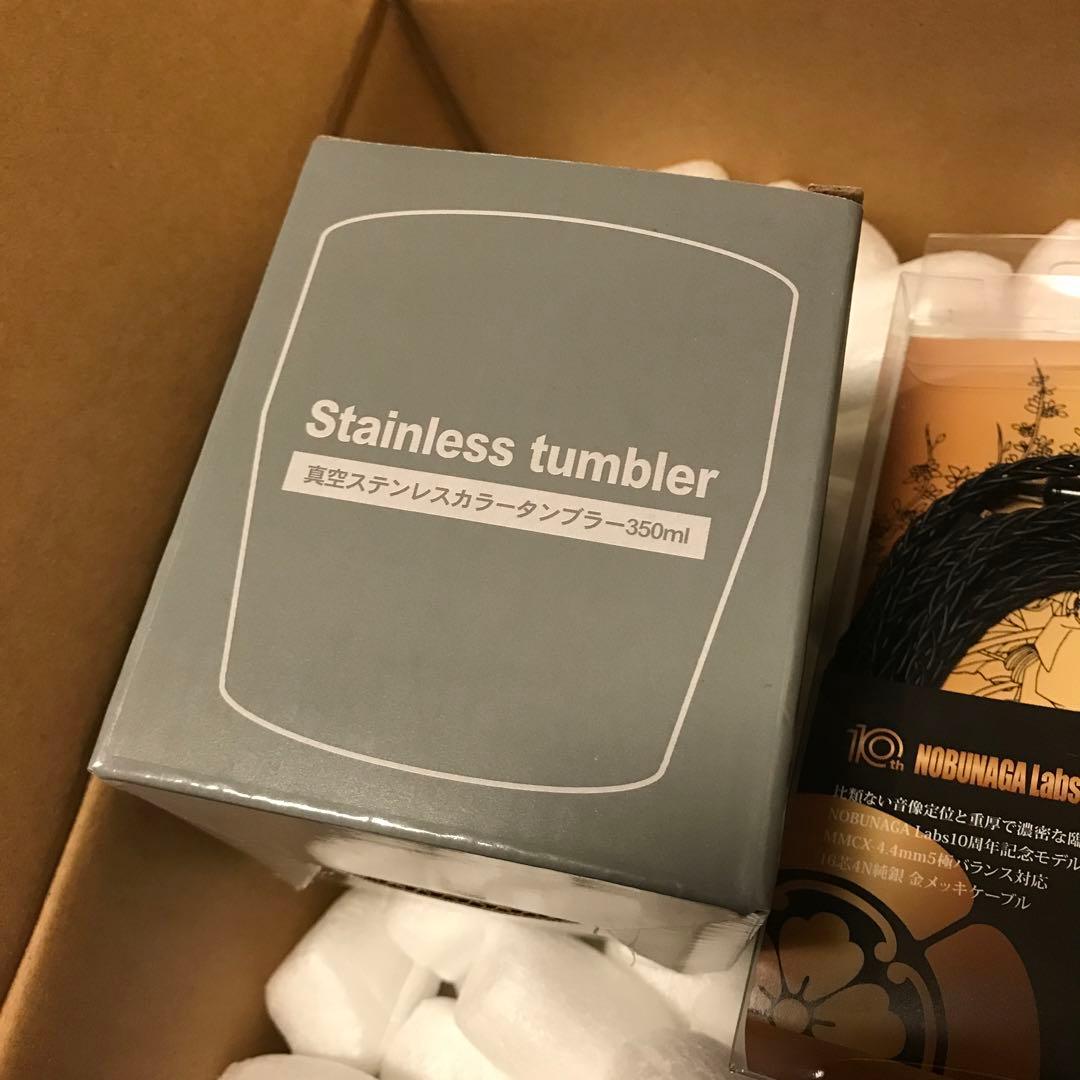 Stainless tumbler
真空ステンレスカラータンブラー350ml
10th NOBUNAGA Labs
比類ない音像定位と重厚で濃密な臨
NOBUNAGA Labs10周年記念モデル
MMCX-4.4mm5極バランス対応
16芯4N純銀 金メッキケーブル